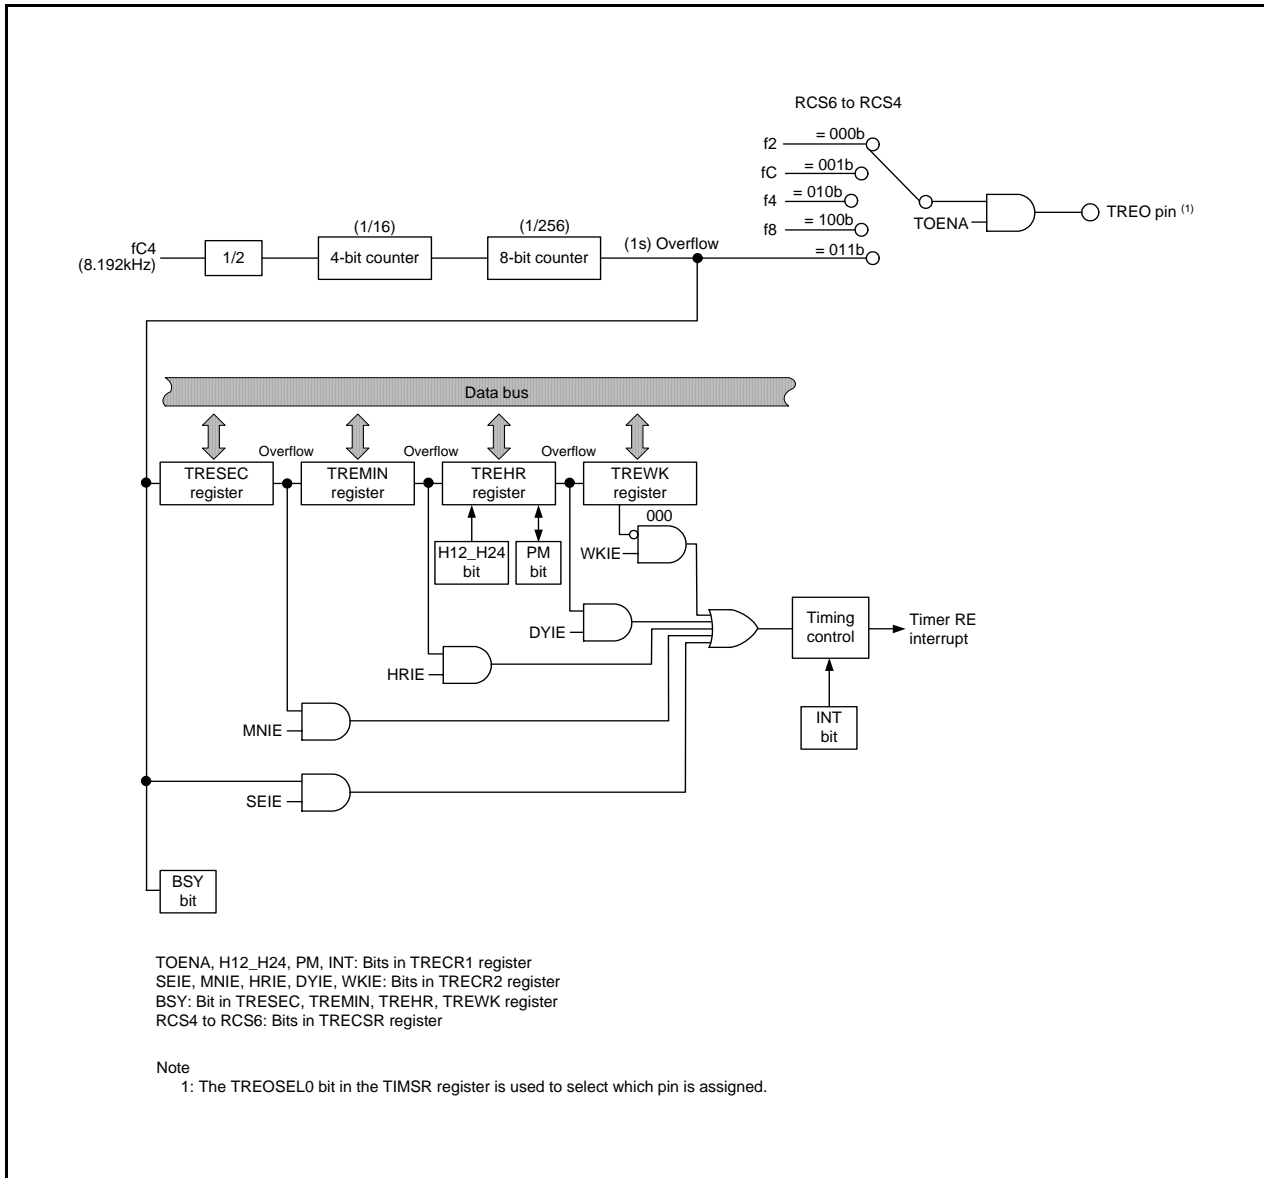 RCS6 to RCS4
f2 = 000b
fC = 001b
f4 = 010b
f8 = 100b
= 011b
TOENA
TREO pin (1)
fC4
(8.192kHz)
1/2
(1/16)
4-bit counter
(1/256)
8-bit counter
(1s) Overflow
Data bus
Overflow
Overflow
Overflow
TRESEC
register
TREMIN
register
TREHR
register
TREWK
register
000
H12_H24
bit
PM
bit
WKIE
DYIE
HRIE
MNIE
SEIE
Timing
control
Timer RE
interrupt
INT
bit
BSY
bit
TOENA, H12_H24, PM, INT: Bits in TRECR1 register
SEIE, MNIE, HRIE, DYIE, WKIE: Bits in TRECR2 register
BSY: Bit in TRESEC, TREMIN, TREHR, TREWK register
RCS4 to RCS6: Bits in TRECSR register
Note
1: The TREOSEL0 bit in the TIMSR register is used to select which pin is assigned.